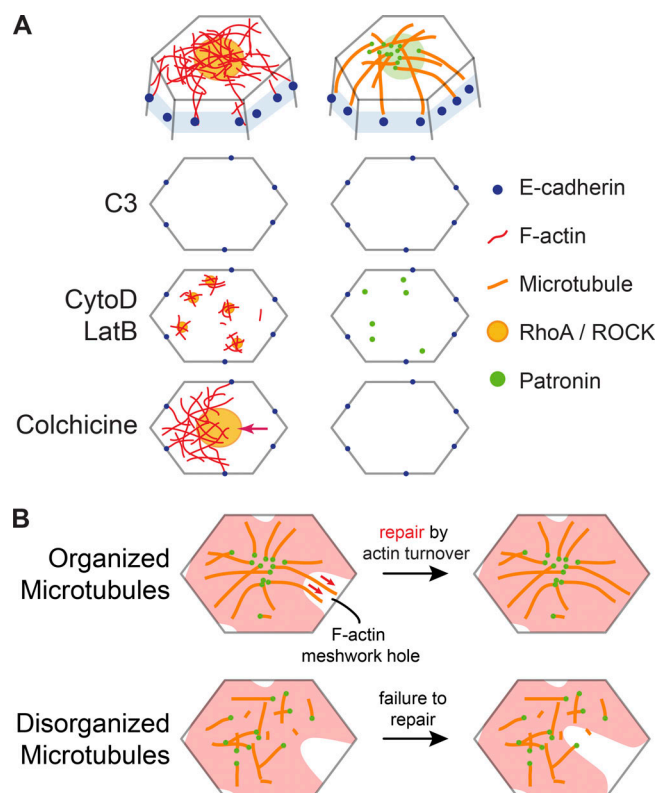 A
C3
CytoD
LatB
Colchicine
E-cadherin
F-actin
Microtubule
RhoA / ROCK
Patronin
B
Organized
Microtubules
repair by
actin turnover
F-actin
meshwork hole
Disorganized
Microtubules
failure to
repair